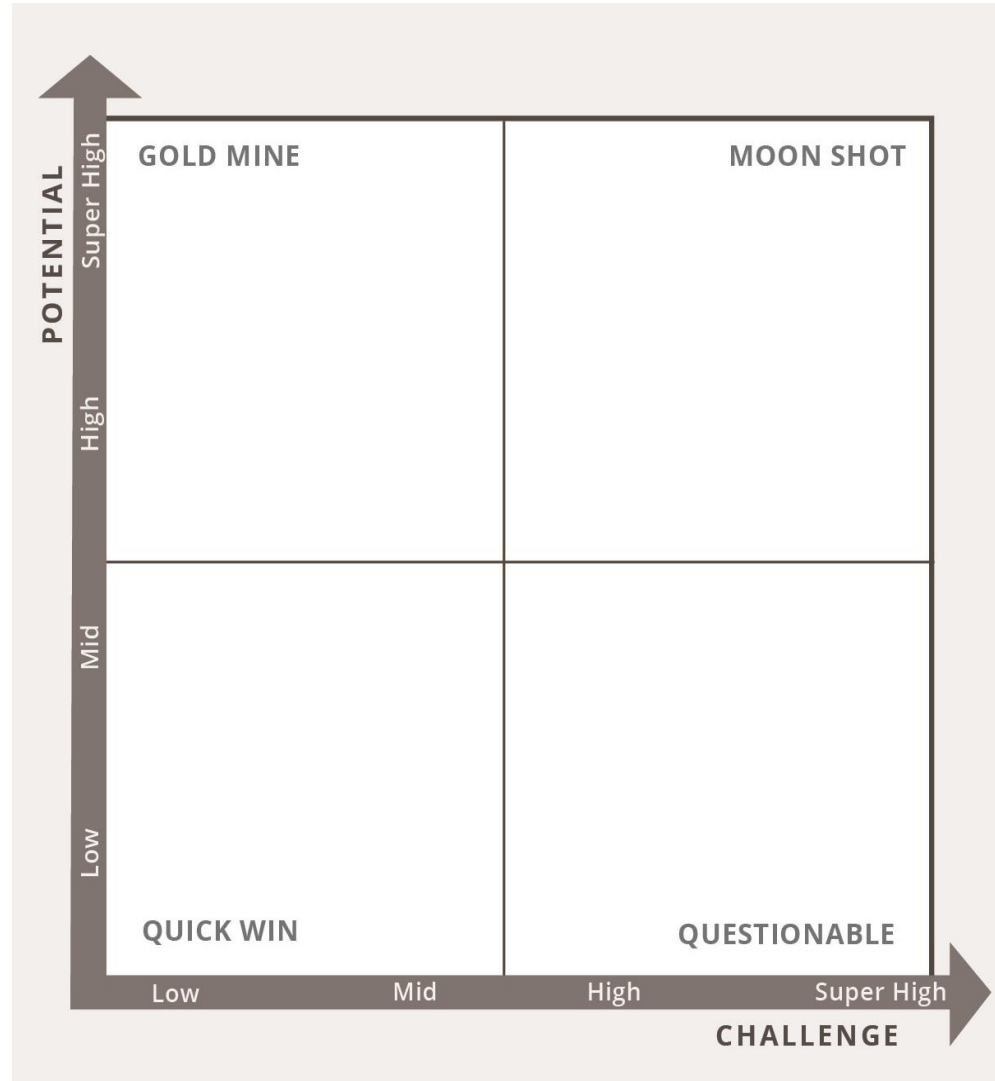 GOLD MINE
MOON SHOT
POTENTIAL
Super High
High
Mid
Low
QUICK WIN
QUESTIONABLE
Low
Mid
High
Super High
CHALLENGE